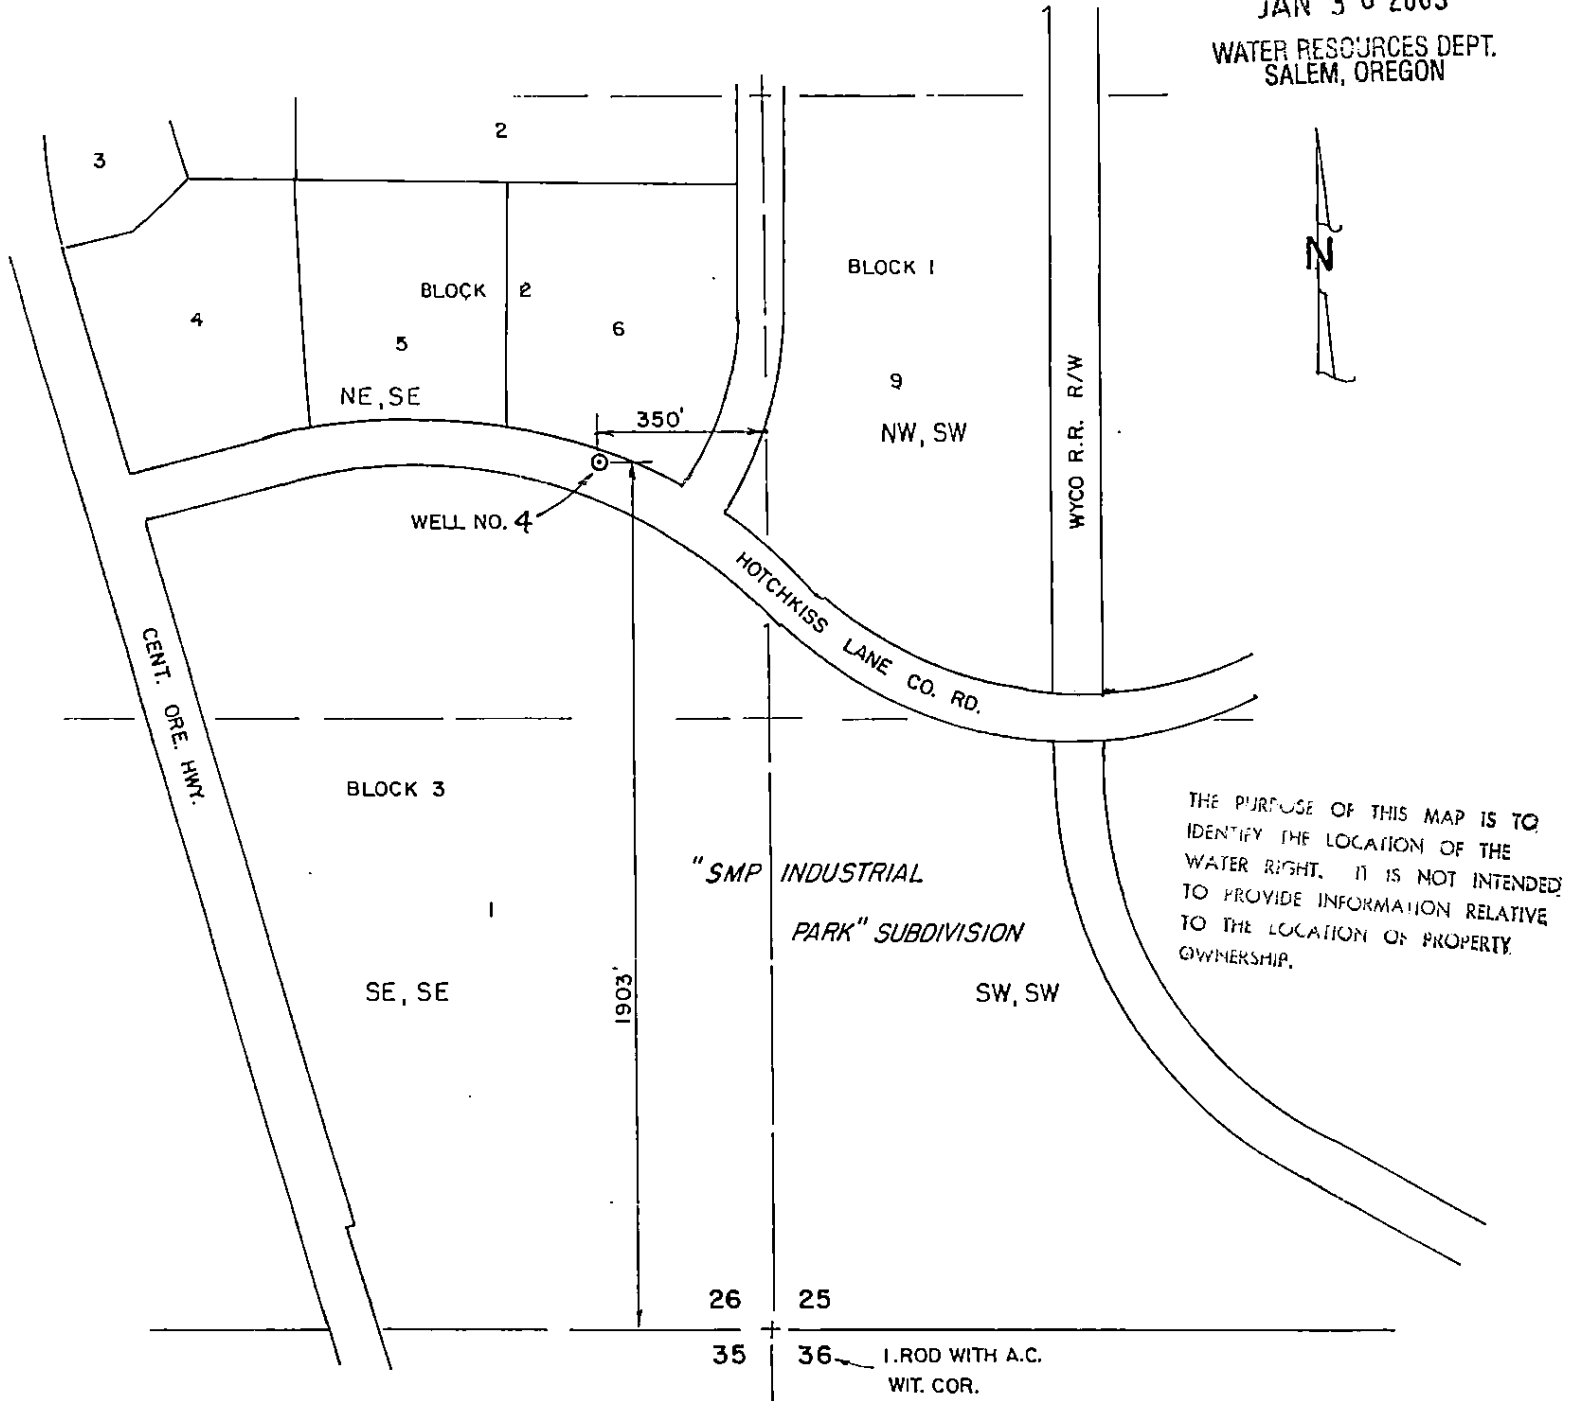 JAN 3 0 2003
WATER RESOURCES DEPT.
SALEM, OREGON
2
3
N
BLOCK 1
BLOCK 2
4
6
5
9
NE, SE
350'
NW, SW
WYCO R.R. R/W
WELL NO. 4
HOTCHKISS LANE CO. RD.
CENT. ORE. HWY.
BLOCK 3
THE PURPOSE OF THIS MAP IS TO
IDENTIFY THE LOCATION OF THE
WATER RIGHT. IT IS NOT INTENDED
TO PROVIDE INFORMATION RELATIVE
TO THE LOCATION OF PROPERTY
OWNERSHIP.
"SMP INDUSTRIAL
PARK" SUBDIVISION
1
SE, SE
1903'
SW, SW
26 25
35 36
I.ROD WITH A.C.
WIT. COR.